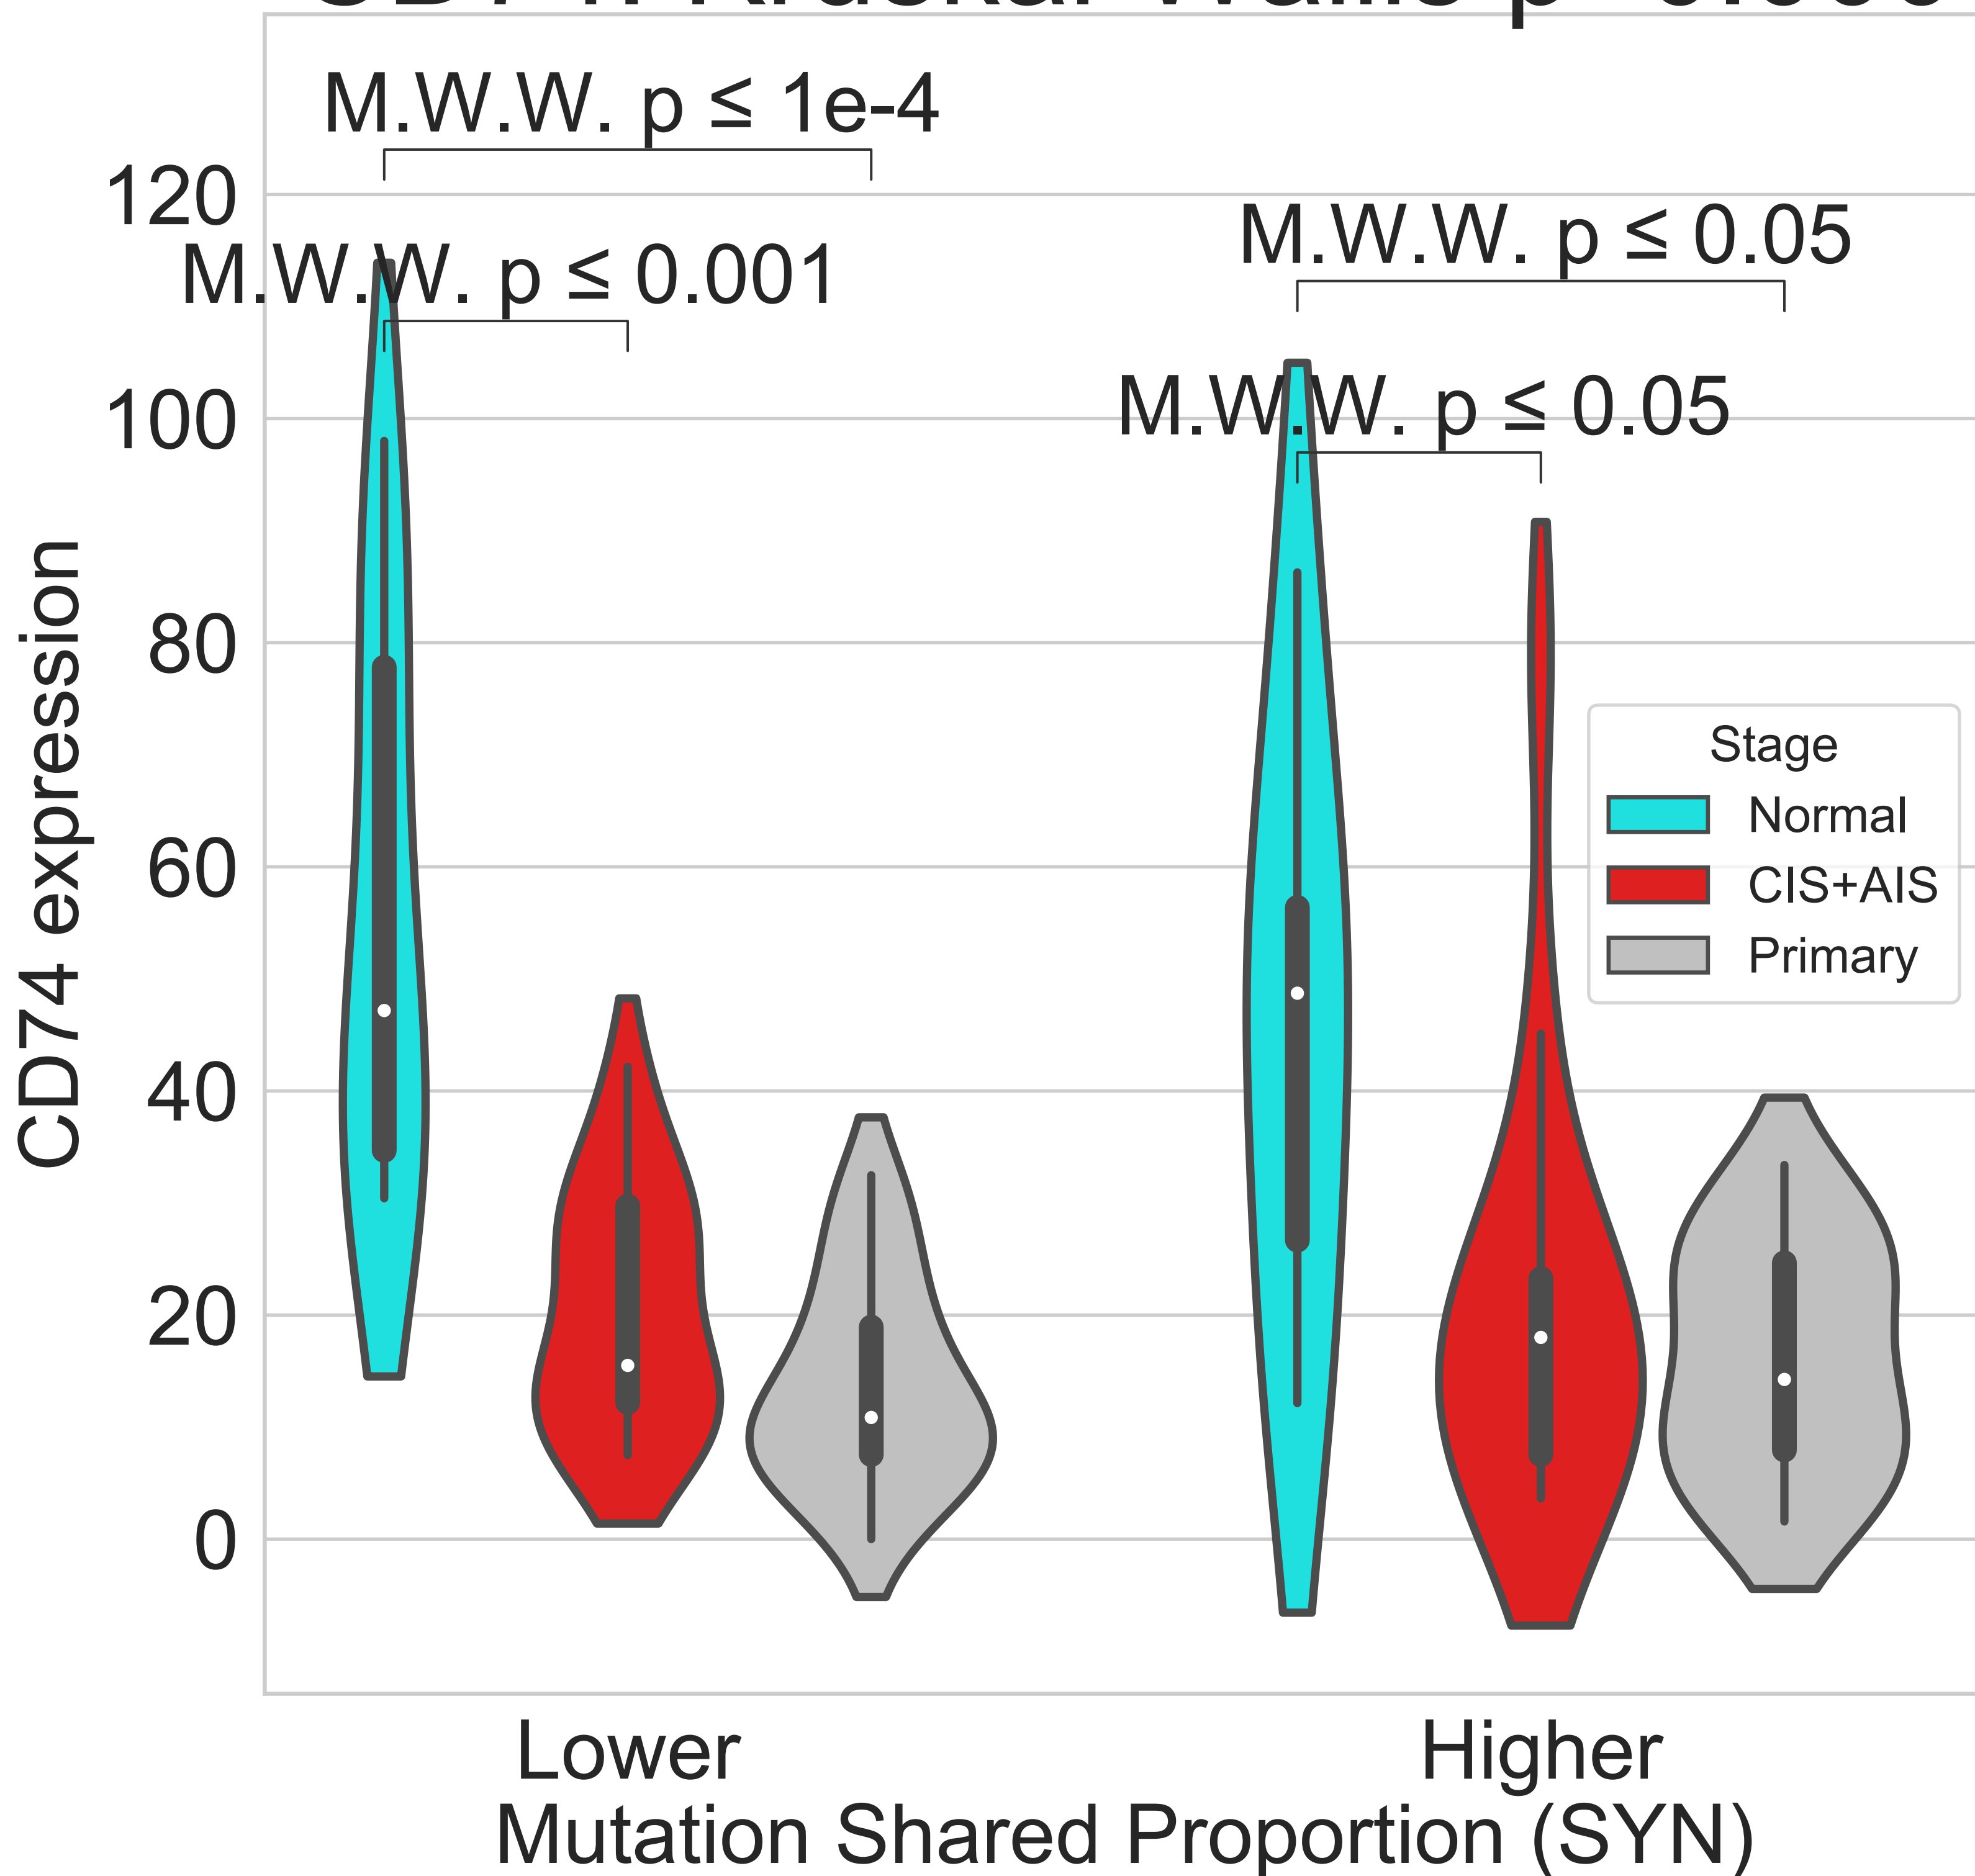 M.W.W. p ≤ 1e-4
120
M.W.W. p ≤ 0.05
M.W.W. p ≤ 0.001
100
M.W.W. p ≤ 0.05
80
Stage
Normal
60
CIS+AIS
Primary
CD74 expression
40
20
0
Lower
Higher
Mutation Shared Proportion (SYN)